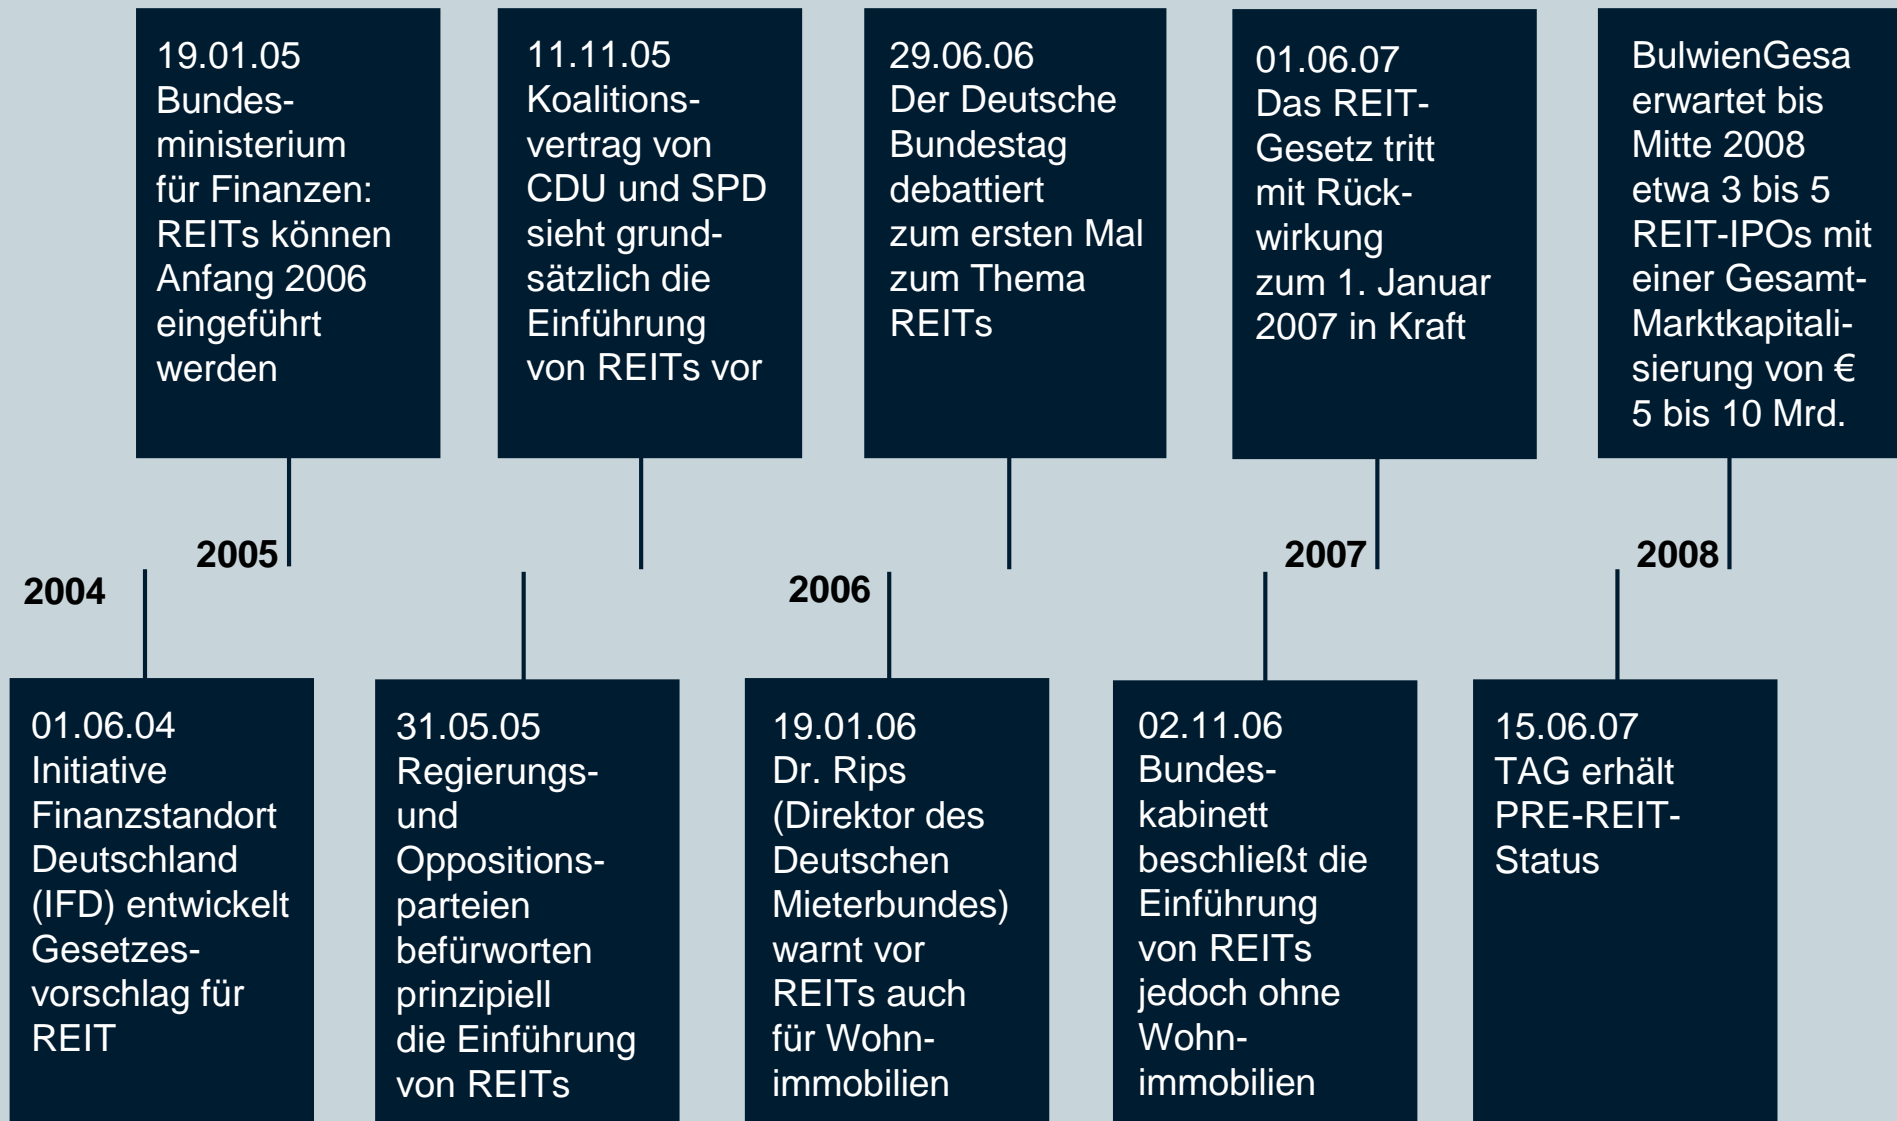 19.01.05
Bundes-
ministerium
für Finanzen:
REITs können
Anfang 2006
eingeführt
werden
11.11.05
Koalitions-
vertrag von
CDU und SPD
sieht grund-
sätzlich die
Einführung
von REITs vor
29.06.06
Der Deutsche
Bundestag
debattiert
zum ersten Mal
zum Thema
REITs
01.06.07
Das REIT-
Gesetz tritt
mit Rück-
wirkung
zum 1. Januar
2007 in Kraft
BulwienGesa
erwartet bis
Mitte 2008
etwa 3 bis 5
REIT-IPOs mit
einer Gesamt-
Marktkapitali-
sierung von €
5 bis 10 Mrd.
2004
2005
2006
2007
2008
01.06.04
Initiative
Finanzstandort
Deutschland
(IFD) entwickelt
Gesetzes-
vorschlag für
REIT
31.05.05
Regierungs-
und
Oppositions-
parteien
befürworten
prinzipiell
die Einführung
von REITs
19.01.06
Dr. Rips
(Direktor des
Deutschen
Mieterbundes)
warnt vor
REITs auch
für Wohn-
immobilien
02.11.06
Bundes-
kabinett
beschließt die
Einführung
von REITs
jedoch ohne
Wohn-
immobilien
15.06.07
TAG erhält
PRE-REIT-
Status